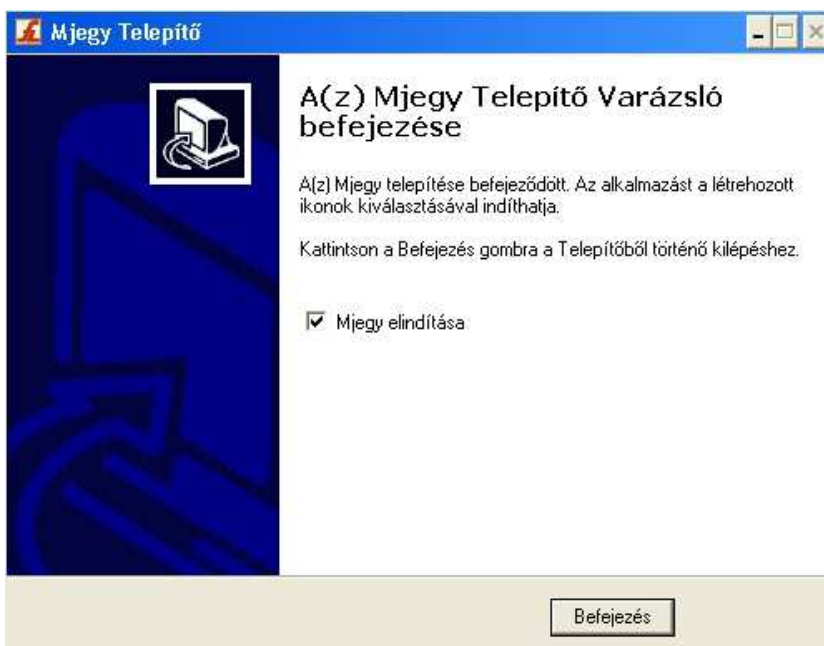 Mjegy Telepítő
A(z) Mjegy Telepítő Varázsló
befejezése
A(z) Mjegy telepítése befejeződött. Az alkalmazást a létrehozott
ikonok kiválasztásával indíthatja.
Kattintson a Befejezés gombra a Telepítőből történő kilépéshez.
Mjegy elindítása
Befejezés